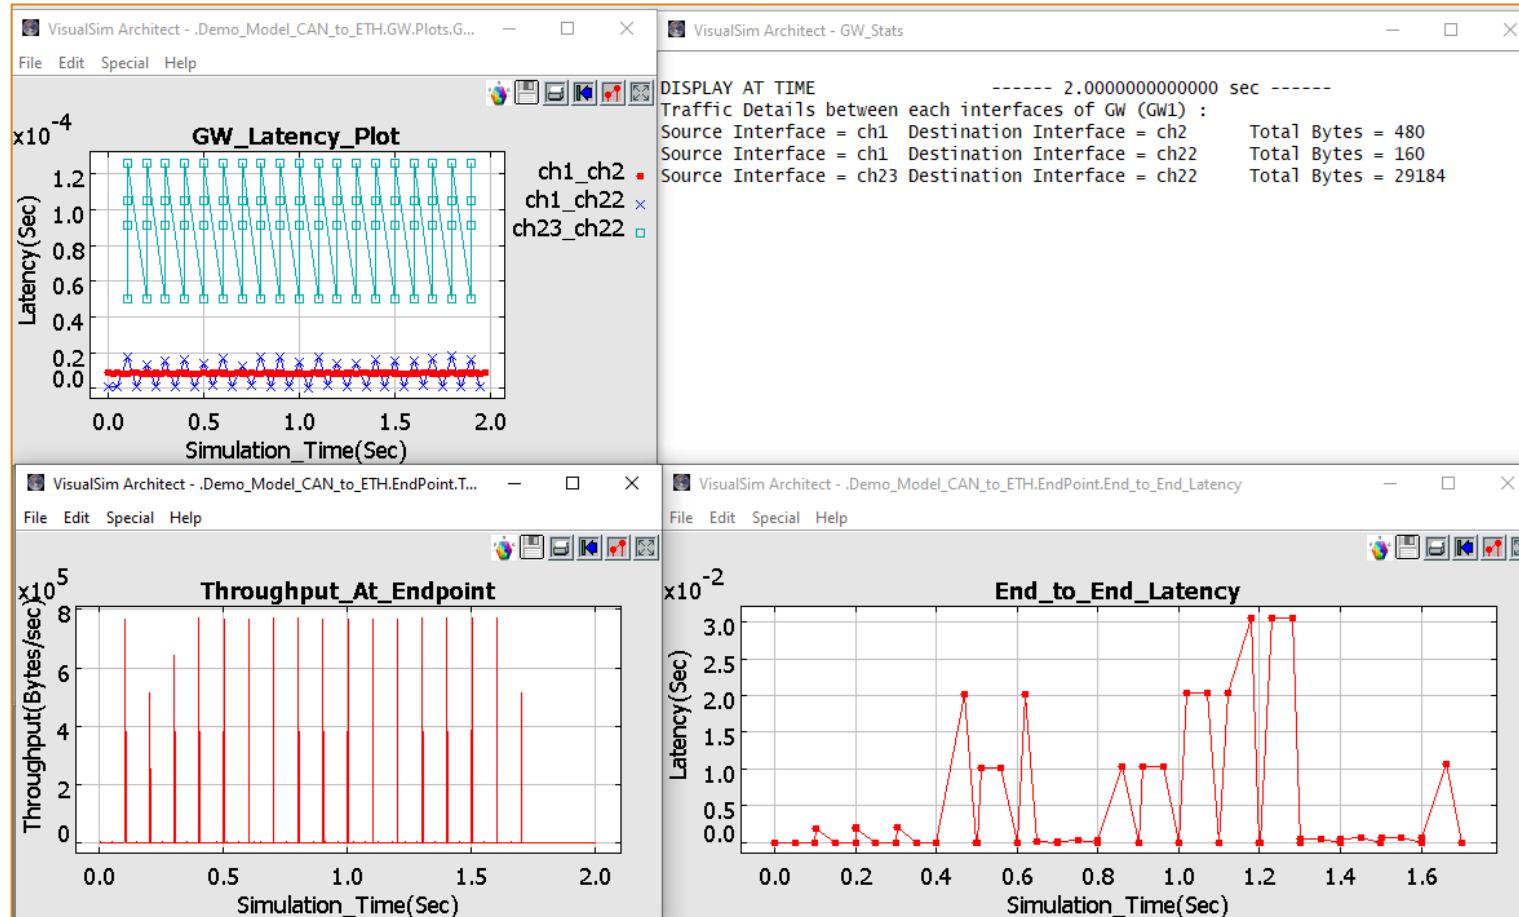 VisualSim Architect - .Demo_Model_CAN_to_ETH.GW.Plots.G...
File Edit Special Help
GW_Latency_Plot
x10^-4
1.2
1.0
0.8
0.6
0.4
0.2
0.0
Latency(Sec)
ch1_ch2
ch1_ch22
ch23_ch22
0.0 0.5 1.0 1.5 2.0
Simulation_Time(Sec)
VisualSim Architect - GW_Stats
DISPLAY AT TIME ------ 2.0000000000000 sec ------
Traffic Details between each interfaces of GW (GW1) :
Source Interface = ch1 Destination Interface = ch2 Total Bytes = 480
Source Interface = ch1 Destination Interface = ch22 Total Bytes = 160
Source Interface = ch23 Destination Interface = ch22 Total Bytes = 29184
VisualSim Architect - .Demo_Model_CAN_to_ETH.EndPoint.T...
File Edit Special Help
Throughput_At_Endpoint
x10^5
8
6
4
2
0
Throughput(Bytes/sec)
0.0 0.5 1.0 1.5 2.0
Simulation_Time(Sec)
VisualSim Architect - .Demo_Model_CAN_to_ETH.EndPoint.End_to_End_Latency
File Edit Special Help
End_to_End_Latency
x10^-2
3.0
2.5
2.0
1.5
1.0
0.5
0.0
Latency(Sec)
0.0 0.2 0.4 0.6 0.8 1.0 1.2 1.4 1.6
Simulation_Time(Sec)